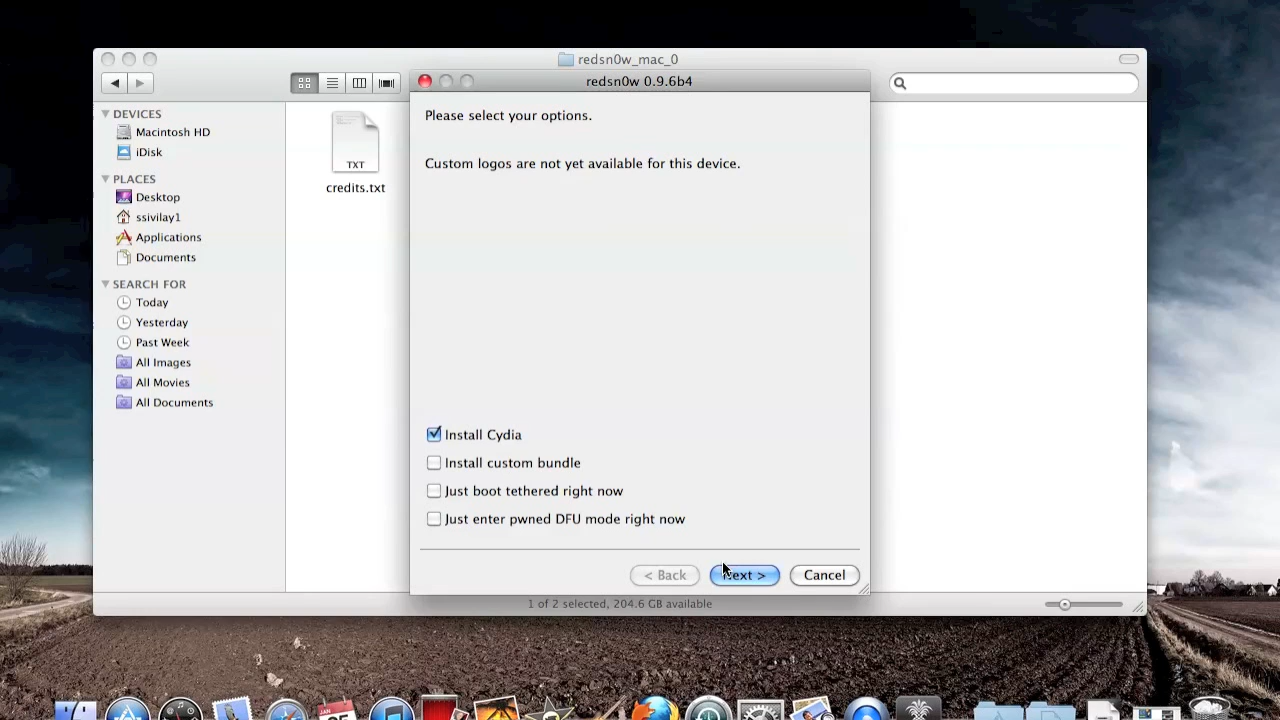 redsn0w_mac_0
redsn0w 0.9.6b4
DEVICES
Macintosh HD
iDisk
PLACES
Desktop
ssivilay1
Applications
Documents
SEARCH FOR
Today
Yesterday
Past Week
All Images
All Movies
All Documents
TXT
credits.txt
Please select your options.
Custom logos are not yet available for this device.
Install Cydia
Install custom bundle
Just boot tethered right now
Just enter pwned DFU mode right now
< Back
Next >
Cancel
1 of 2 selected, 204.6 GB available